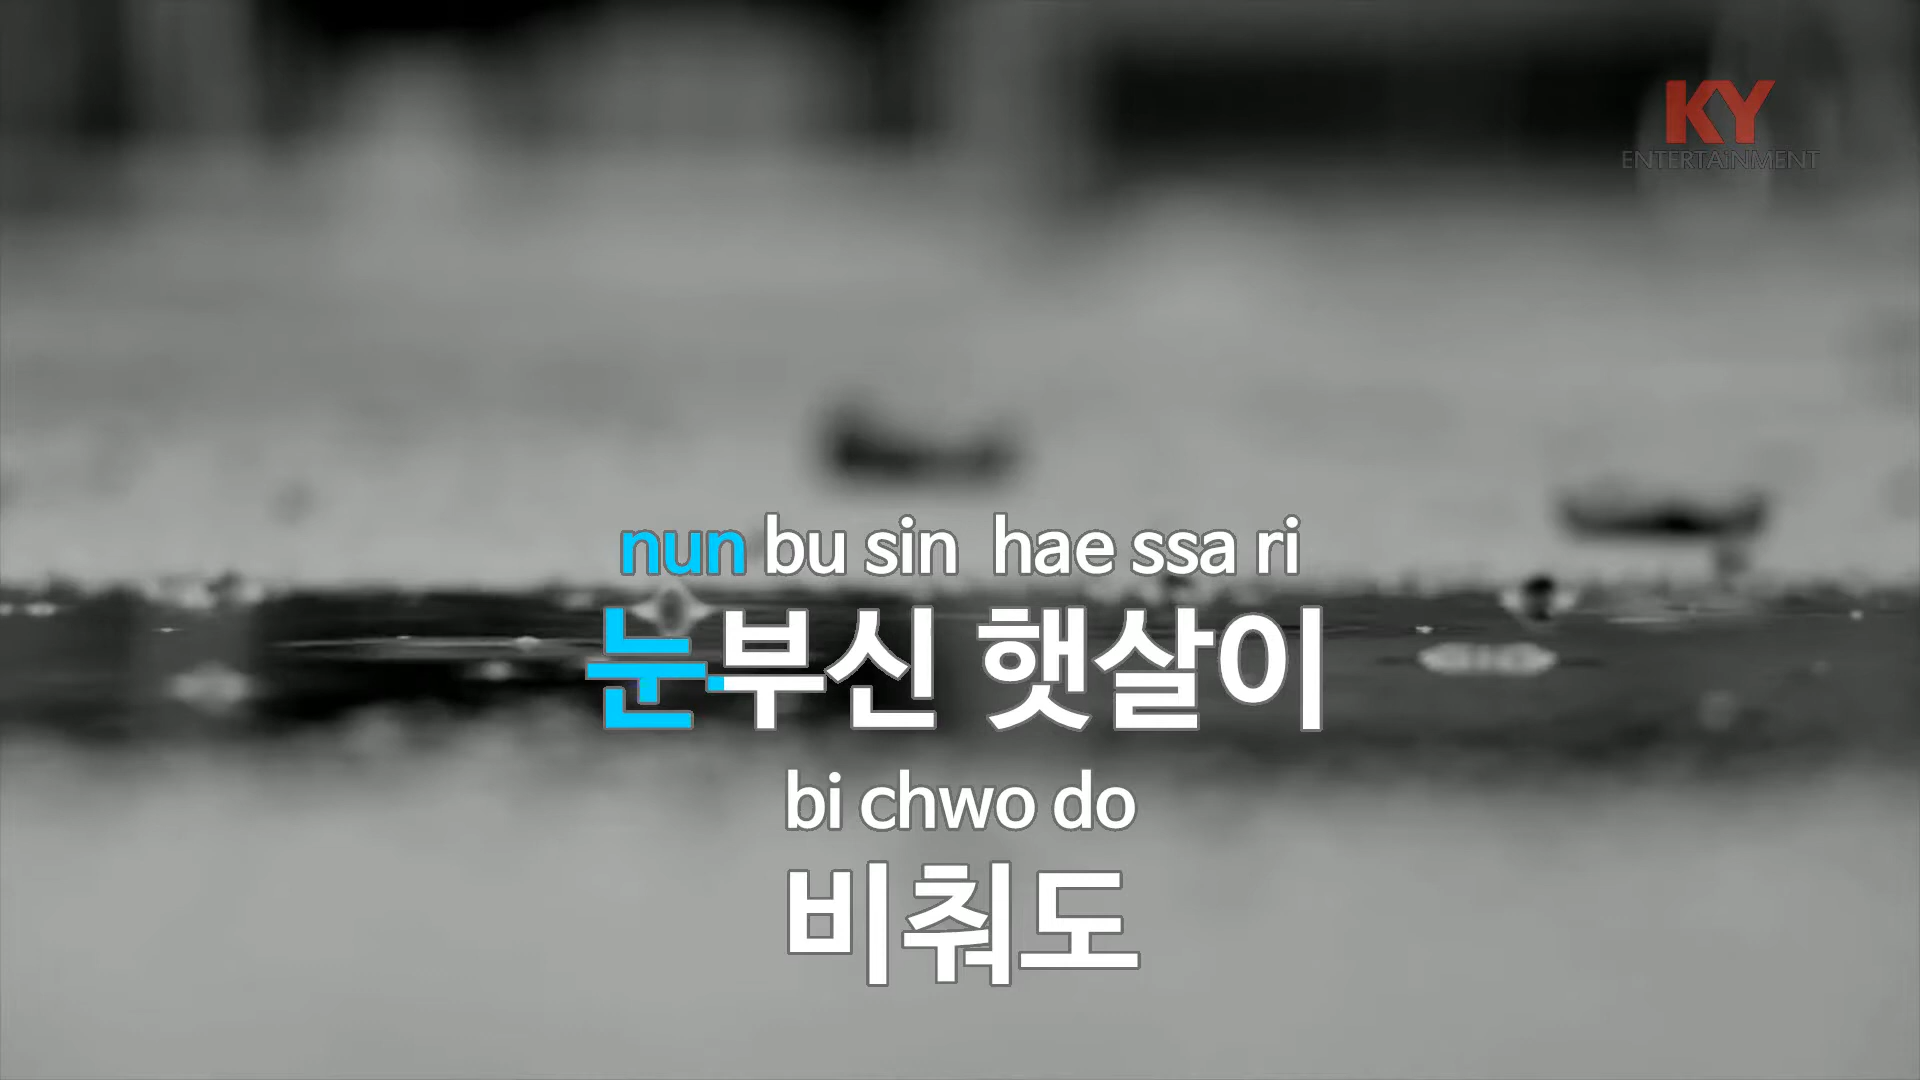 KY
ENTERTAINMENT
nun bu sin hae ssa ri
눈부신 햇살이
bi chwo do
비춰도